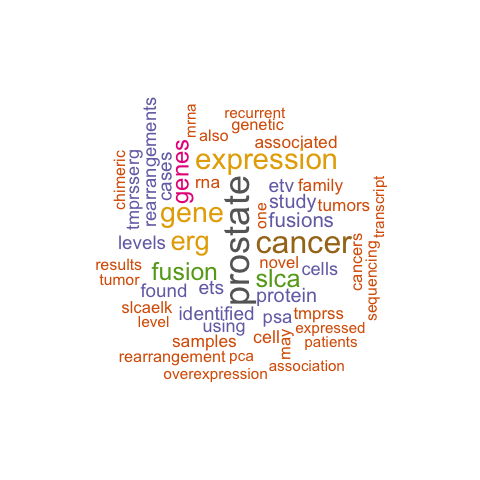 recurrent
genetic
mrna
also
associated
chimeric
tmprsserg
rearrangements
cases
genes
expression
rna
etv
family
study
tumors
transcript
gene
one
fusions
levels
erg
prostate
cancer
cancers
sequencing
results
tumor
fusion
novel
cells
slca
found
ets
protein
slcaelk
level
identified
using
psa
tmprss
expressed
samples
cell
may
patients
rearrangement
pca
association
overexpression